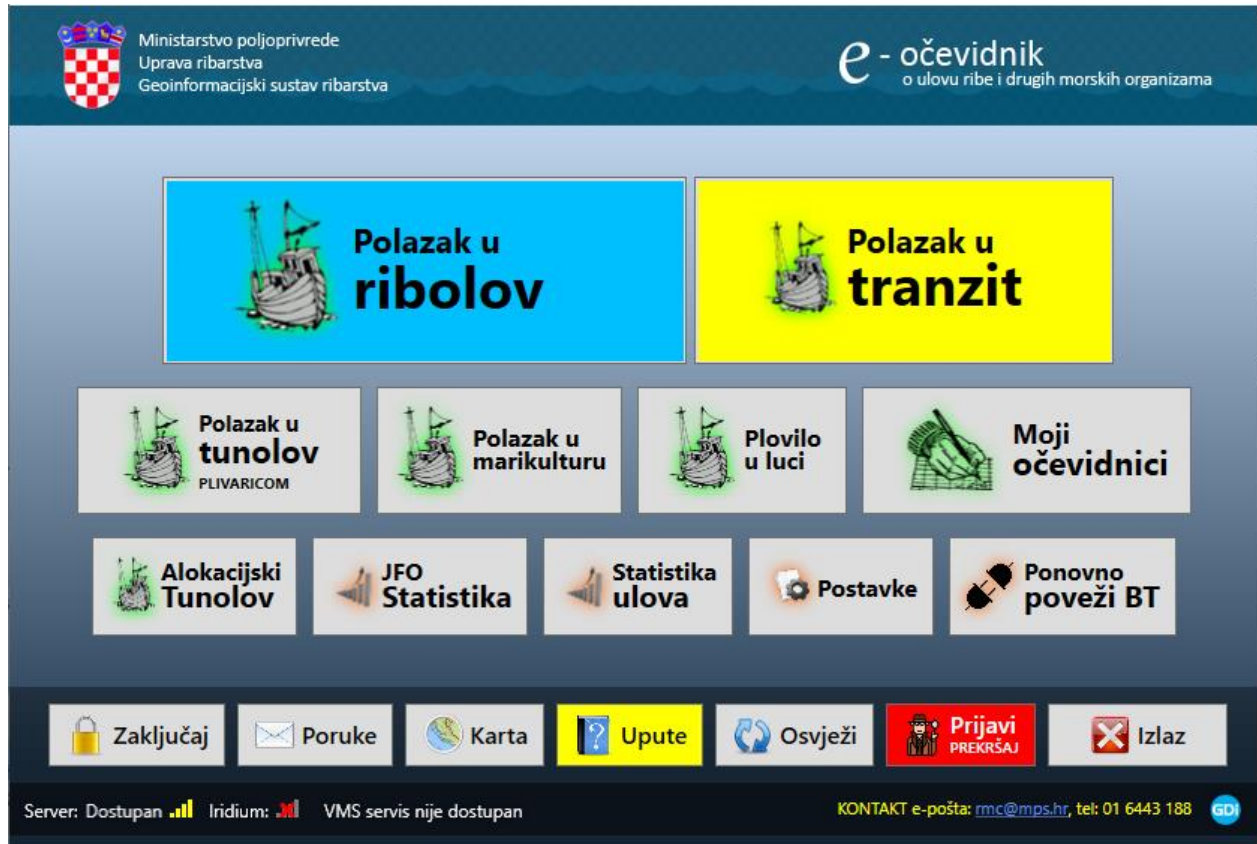 Ministarstvo poljoprivrede
Uprava ribarstva
Geoinformacijski sustav ribarstva
e - očevidnik
o ulovu ribe i drugih morskih organizama
Polazak u
ribolov
Polazak u
tranzit
Polazak u
tunolov
PLIVARICOM
Polazak u
marikulturu
Plovilo
u luci
Moji
očevidnici
Alokacijski
Tunolov
JFO
Statistika
Statistika
ulova
Postavke
Ponovno
poveži BT
Zaključaj
Poruke
Karta
?
Upute
Osvježi
Prijavi
PREKRŠAJ
Izlaz
Server: Dostupan Iridium: VMS servis nije dostupan
KONTAKT e-pošta: rmc@mps.hr, tel: 01 6443 188
GDi